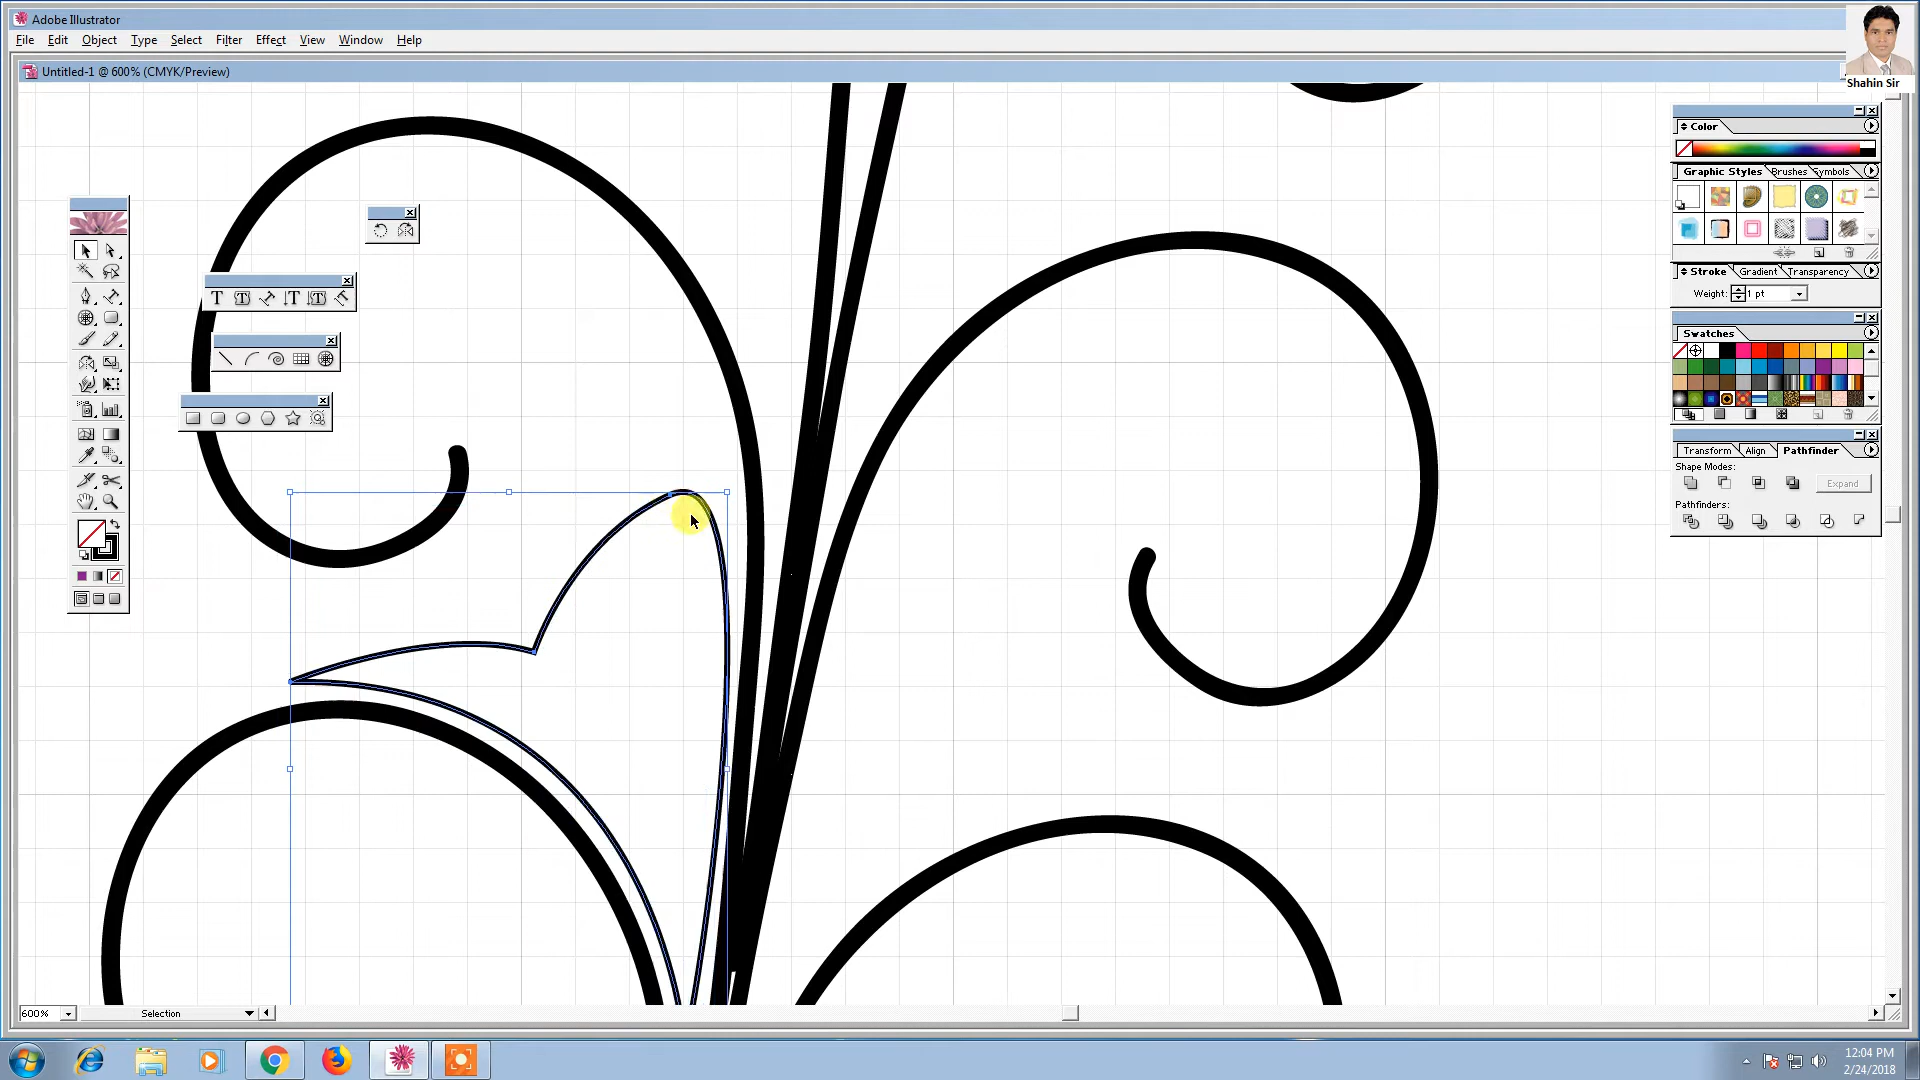 Adobe Illustrator
File Edit Object Type Select Filter Effect View Window Help
Shahin Sir
Untitled-1 @ 600% (CMYK/Preview)
Color
Graphic Styles Brushes Symbols
Stroke Gradient Transparency
Weight: 1 pt
Swatches
Transform Align Pathfinder
Shape Modes:
Expand
Pathfinders:
T T T T T
600% Selection
12:04 PM
2/24/2018